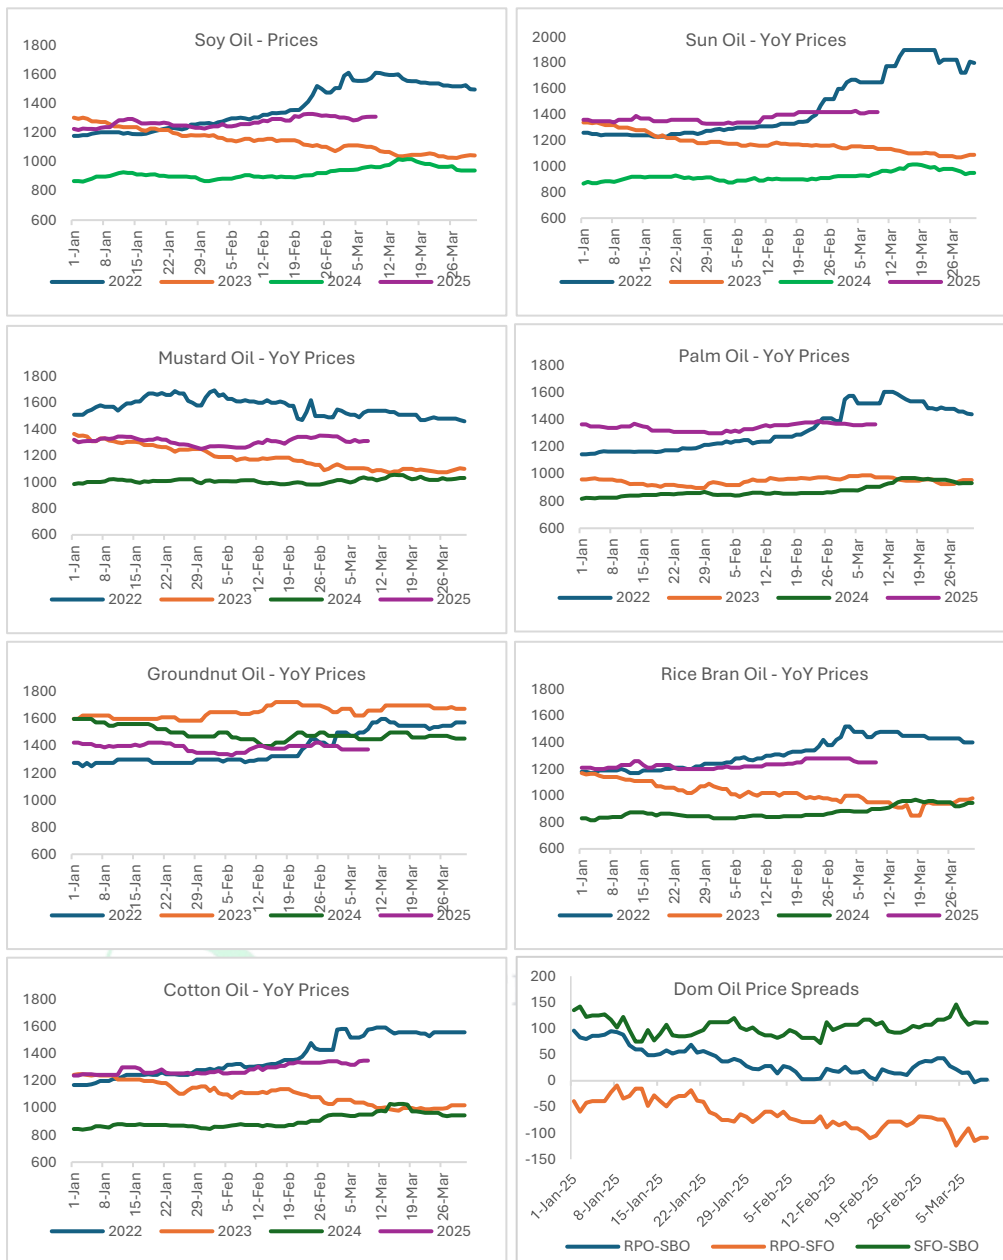 Soy Oil - Prices
1800
1600
1400
1200
1000
800
600
1-Jan
8-Jan
15-Jan
22-Jan
29-Jan
5-Feb
12-Feb
19-Feb
26-Feb
5-Mar
12-Mar
19-Mar
26-Mar
2022 2023 2024 2025
Sun Oil - YoY Prices
2000
1800
1600
1400
1200
1000
800
600
1-Jan
8-Jan
15-Jan
22-Jan
29-Jan
5-Feb
12-Feb
19-Feb
26-Feb
5-Mar
12-Mar
19-Mar
26-Mar
2022 2023 2024 2025
Mustard Oil - YoY Prices
1800
1600
1400
1200
1000
800
600
1-Jan
8-Jan
15-Jan
22-Jan
29-Jan
5-Feb
12-Feb
19-Feb
26-Feb
5-Mar
12-Mar
19-Mar
26-Mar
2022 2023 2024 2025
Palm Oil - YoY Prices
1800
1600
1400
1200
1000
800
600
1-Jan
8-Jan
15-Jan
22-Jan
29-Jan
5-Feb
12-Feb
19-Feb
26-Feb
5-Mar
12-Mar
19-Mar
26-Mar
2022 2023 2024 2025
Groundnut Oil - YoY Prices
1800
1600
1400
1200
1000
800
600
1-Jan
8-Jan
15-Jan
22-Jan
29-Jan
5-Feb
12-Feb
19-Feb
26-Feb
5-Mar
12-Mar
19-Mar
26-Mar
2022 2023 2024 2025
Rice Bran Oil - YoY Prices
1800
1600
1400
1200
1000
800
600
1-Jan
8-Jan
15-Jan
22-Jan
29-Jan
5-Feb
12-Feb
19-Feb
26-Feb
5-Mar
12-Mar
19-Mar
26-Mar
2022 2023 2024 2025
Cotton Oil - YoY Prices
1800
1600
1400
1200
1000
800
600
1-Jan
8-Jan
15-Jan
22-Jan
29-Jan
5-Feb
12-Feb
19-Feb
26-Feb
5-Mar
12-Mar
19-Mar
26-Mar
2022 2023 2024 2025
Dom Oil Price Spreads
200
150
100
50
0
-50
-100
-150
1-Jan-25
8-Jan-25
15-Jan-25
22-Jan-25
29-Jan-25
5-Feb-25
12-Feb-25
19-Feb-25
26-Feb-25
5-Mar-25
RPO-SBO RPO-SFO SFO-SBO